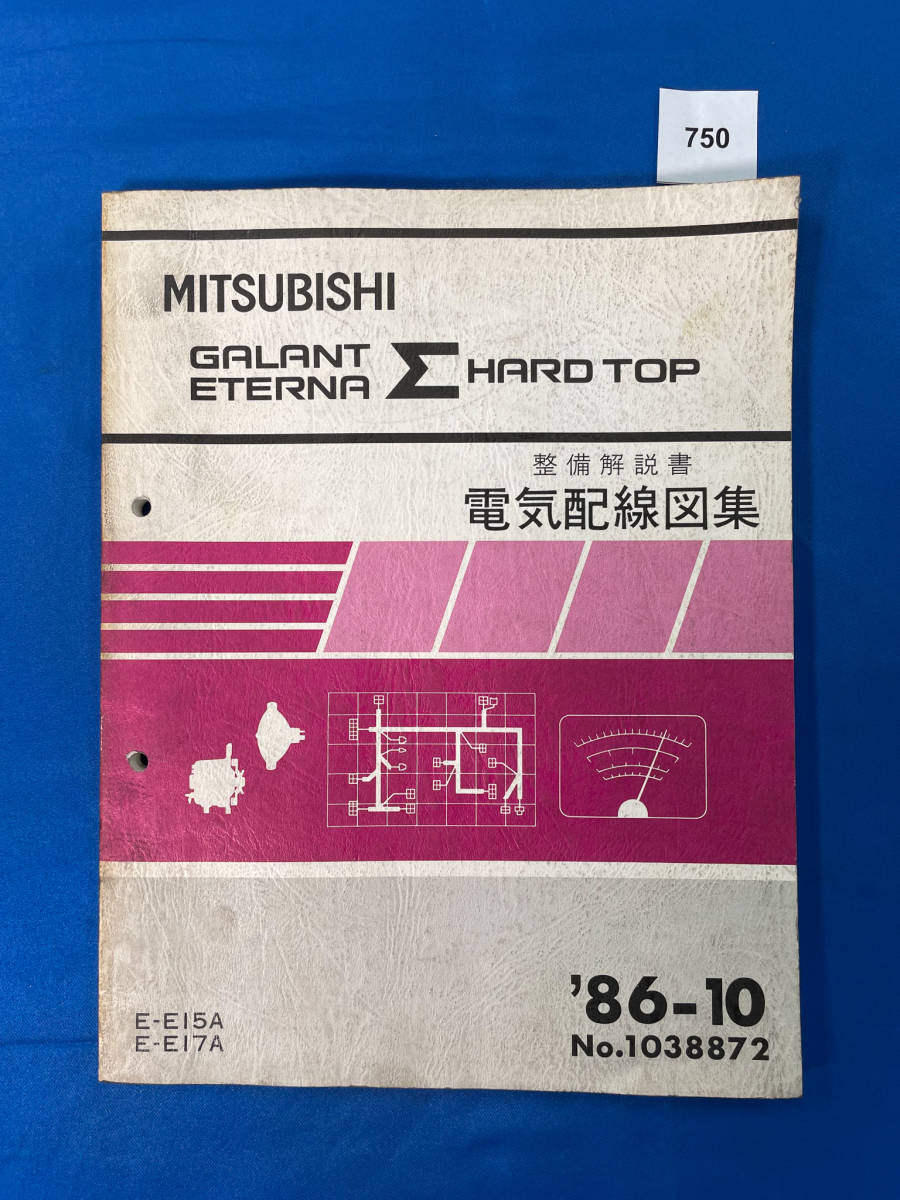 750
MITSUBISHI
GALANT
ETERNA Σ HARD TOP
整備解説書
電気配線図集
'86-10
E-E15A
E-E17A
No.1038872